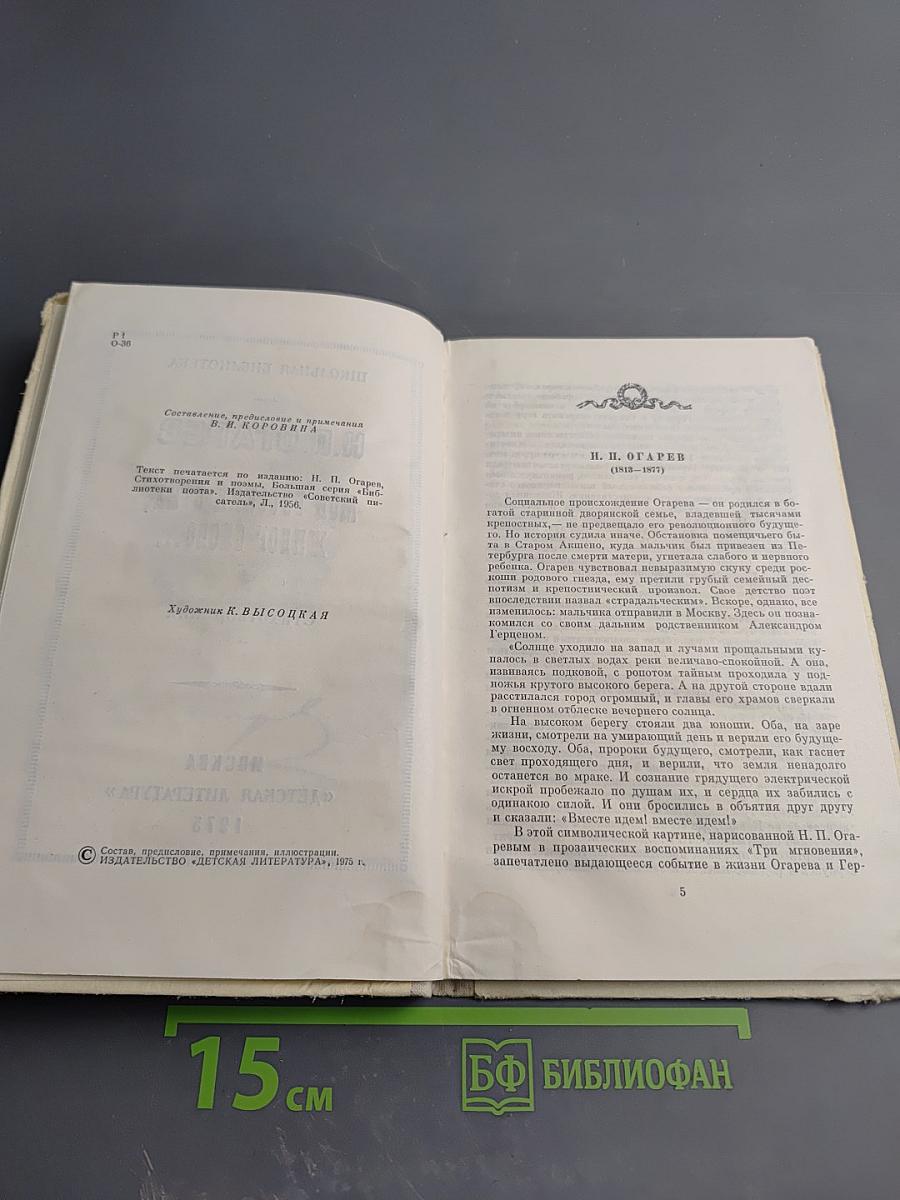 Р 1
О-36
Составление, предисловие и примечания
В. И. КОРОВИНА
Текст печатается по изданию: Н. П. Огарев,
Стихотворения и поэмы. Большая серия «Биб-
лиотеки поэта». Издательство «Советский пи-
сатель», Л., 1956.
Художник К. ВЫСОЦКАЯ
© Состав, предисловие, примечания, иллюстрации.
ИЗДАТЕЛЬСТВО «ДЕТСКАЯ ЛИТЕРАТУРА», 1975 г.
Н. П. ОГАРЕВ
(1813—1877)
Социальное происхождение Огарева — он родился в бо-
гатой старинной дворянской семье, владевшей тысячами
крепостных,— не предвещало его революционного будуще-
го. Но история судила иначе. Обстановка помещичьего бы-
та в Старом Акшено, куда мальчик был привезен из Пе-
тербурга после смерти матери, угнетала слабого и нервного
ребенка. Огарев чувствовал невыразимую скуку среди рос-
коши родового гнезда, ему претили грубый семейный дес-
потизм и крепостнический произвол. Свое детство поэт
впоследствии назвал «страдальческим». Вскоре, однако, все
изменилось: мальчика отправили в Москву. Здесь он позна-
комился со своим дальним родственником Александром
Герценом.
«Солнце уходило на запад и лучами прощальными ку-
палось в светлых водах реки величаво-спокойной. А она,
извиваясь подковой, с ропотом тайным проходила у под-
ножья крутого высокого берега. А на другой стороне вдали
расстилался город огромный, и главы его храмов сверкали
в огненном отблеске вечернего солнца.
На высоком берегу стояли два юноши. Оба, на заре
жизни, смотрели на умирающий день и верили его будуще-
му восходу. Оба, пророки будущего, смотрели, как гаснет
свет проходящего дня, и верили, что земля ненадолго
останется во мраке. И сознание грядущего электрической
искрой пробежало по душам их, и сердца их забились с
одинакою силой. И они бросились в объятия друг другу
и сказали: «Вместе идем! вместе идем!»
В этой символической картине, нарисованной Н. П. Ога-
ревым в прозаических воспоминаниях «Три мгновения»,
запечатлено выдающееся событие в жизни Огарева и Гер-
5
15 см
БФ БИБЛИОФАН